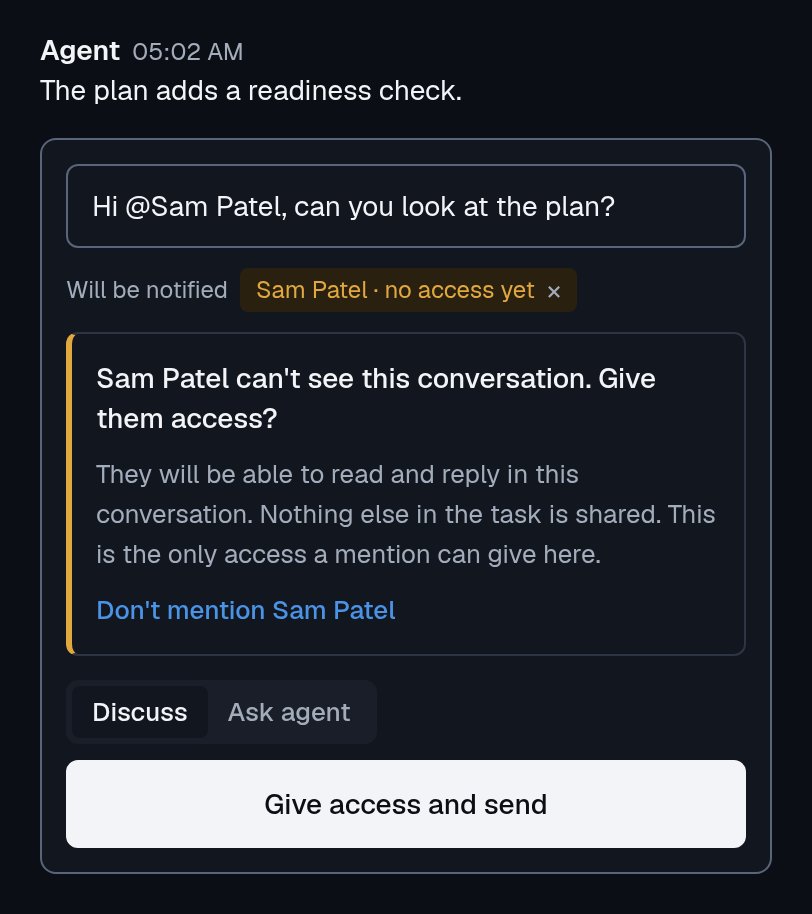 Agent 05:02 AM
The plan adds a readiness check.
Hi @Sam Patel, can you look at the plan?
Will be notified Sam Patel · no access yet ×
Sam Patel can't see this conversation. Give
them access?
They will be able to read and reply in this
conversation. Nothing else in the task is shared. This
is the only access a mention can give here.
Don't mention Sam Patel
Discuss Ask agent
Give access and send